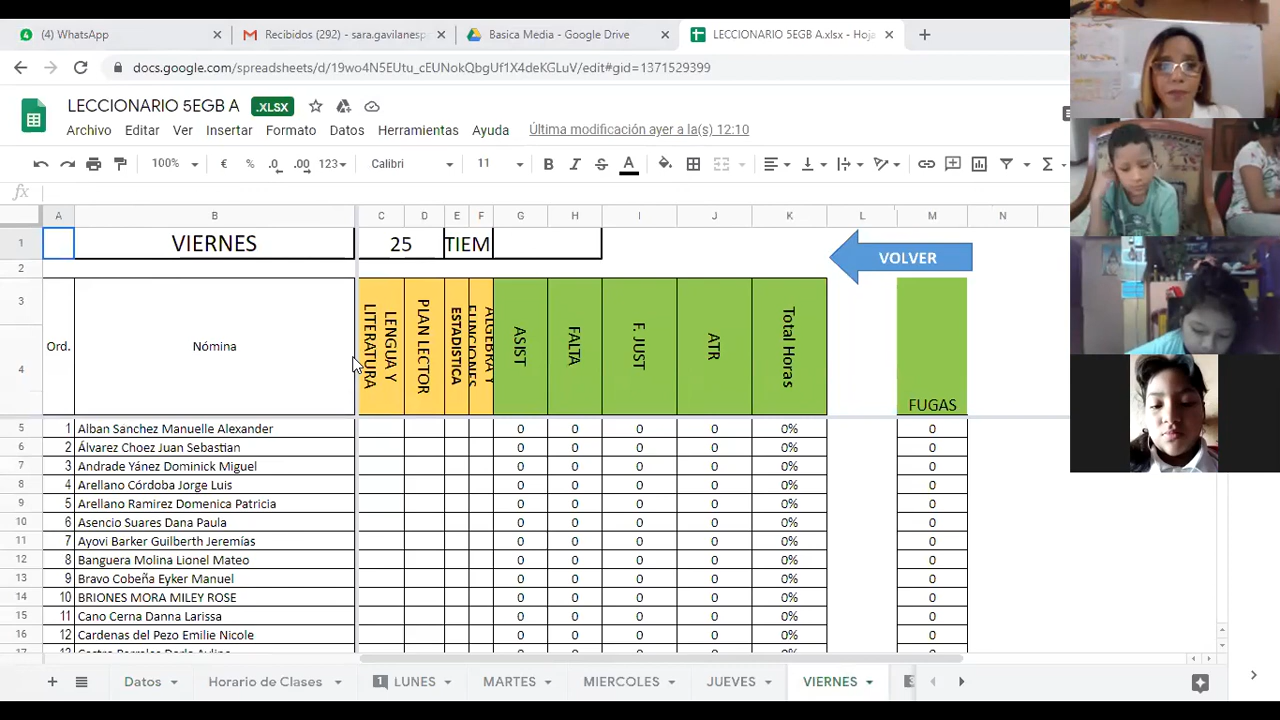 (4) WhatsApp
Recibidos (292) - sara.gavilan.esp
Basica Media - Google Drive
LECCIONARIO 5EGB A.xlsx - Hoja
docs.google.com/spreadsheets/d/19wo4N5EUtu_cEUNokQbgUf1X4deKGLuV/edit#gid=1371529399
LECCIONARIO 5EGB A .XLSX
Archivo Editar Ver Insertar Formato Datos Herramientas Ayuda Última modificación ayer a la(s) 12:10
100% € % .0 .00 123 Calibri 11 B I S A
fx
A B C D E F G H I J K L M N
1 VIERNES 25 TIEM
VOLVER
2
3
4
Ord. Nómina
LENGUA Y LITERATURA
PLAN LECTOR
ESTADISTICA
ALGEBRA Y FUNCIONES
ASIST
FALTA
F. JUST
ATR
Total Horas
FUGAS
5 1 Alban Sanchez Manuelle Alexander 0 0 0 0 0% 0
6 2 Álvarez Choez Juan Sebastian 0 0 0 0 0% 0
7 3 Andrade Yánez Dominick Miguel 0 0 0 0 0% 0
8 4 Arellano Córdoba Jorge Luis 0 0 0 0 0% 0
9 5 Arellano Ramirez Domenica Patricia 0 0 0 0 0% 0
10 6 Asencio Suares Dana Paula 0 0 0 0 0% 0
11 7 Ayovi Barker Guilberth Jeremías 0 0 0 0 0% 0
12 8 Banguera Molina Lionel Mateo 0 0 0 0 0% 0
13 9 Bravo Cobeña Eyker Manuel 0 0 0 0 0% 0
14 10 BRIONES MORA MILEY ROSE 0 0 0 0 0% 0
15 11 Cano Cerna Danna Larissa 0 0 0 0 0% 0
16 12 Cardenas del Pezo Emilie Nicole 0 0 0 0 0% 0
Datos Horario de Clases 1 LUNES MARTES MIERCOLES JUEVES VIERNES